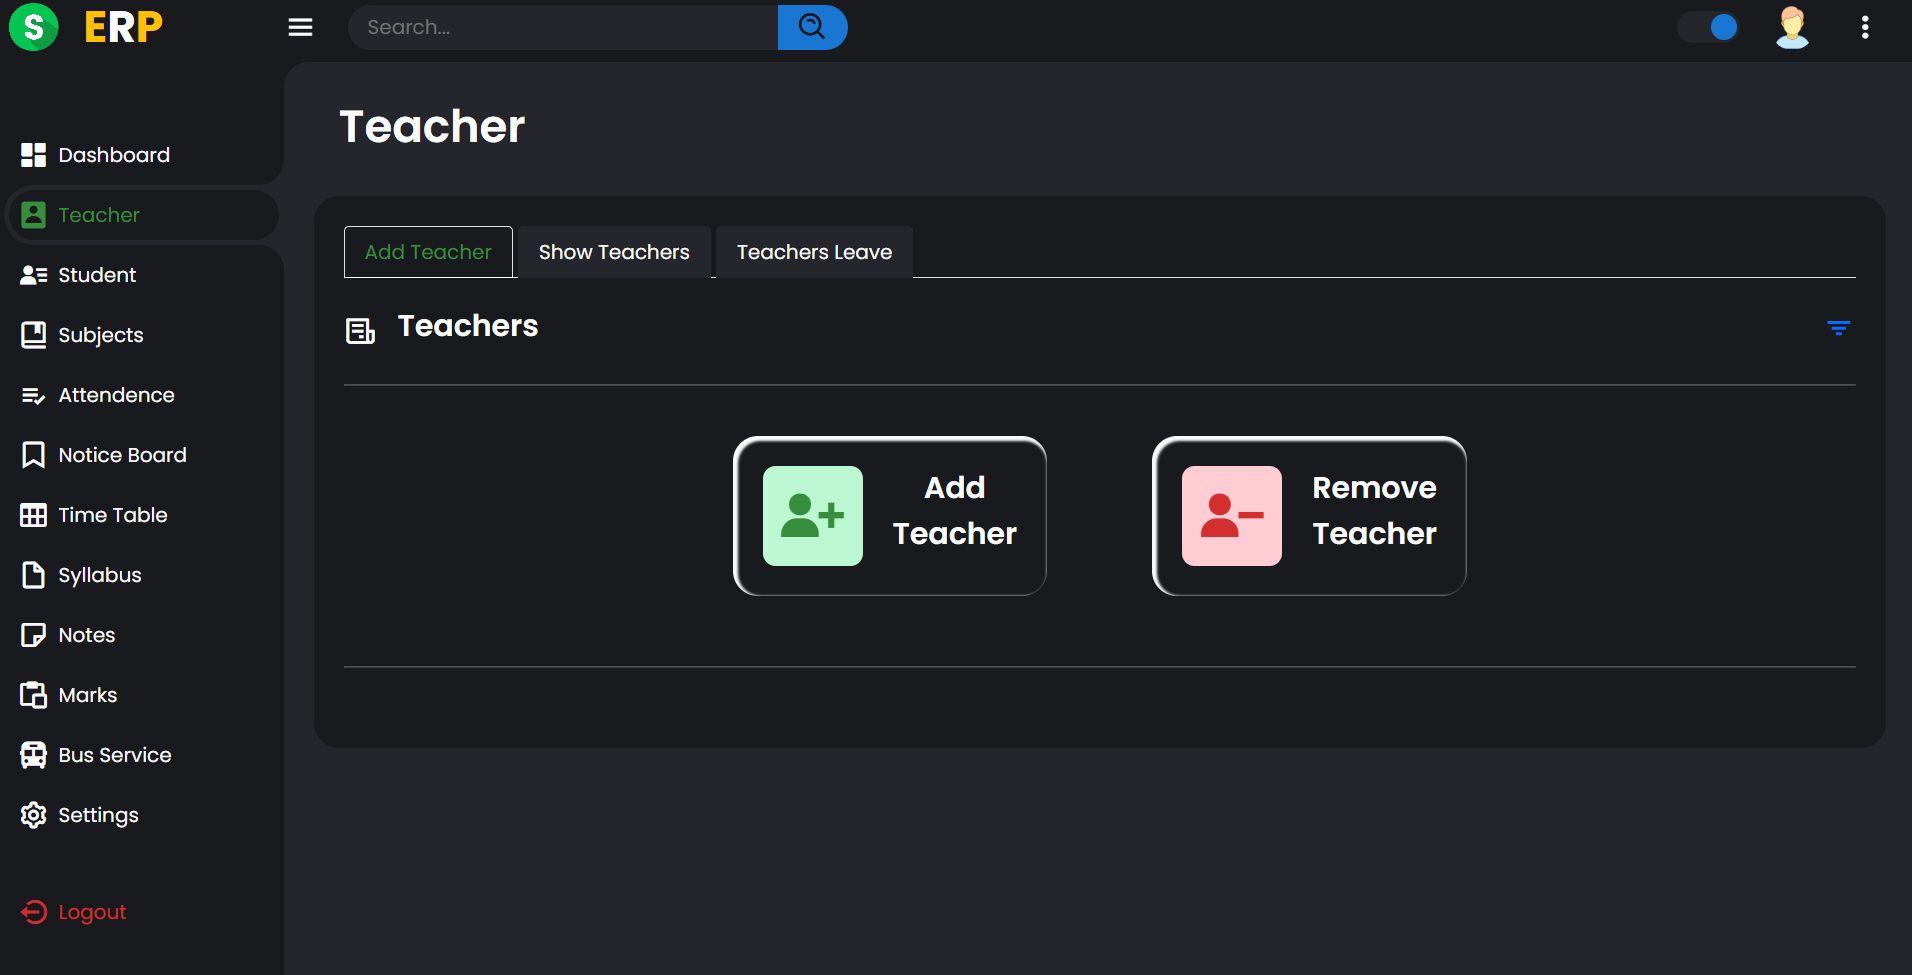 S ERP
Search...
Dashboard
Teacher
Student
Subjects
Attendence
Notice Board
Time Table
Syllabus
Notes
Marks
Bus Service
Settings
Logout
Teacher
Add Teacher Show Teachers Teachers Leave
Teachers
Add
Teacher
Remove
Teacher